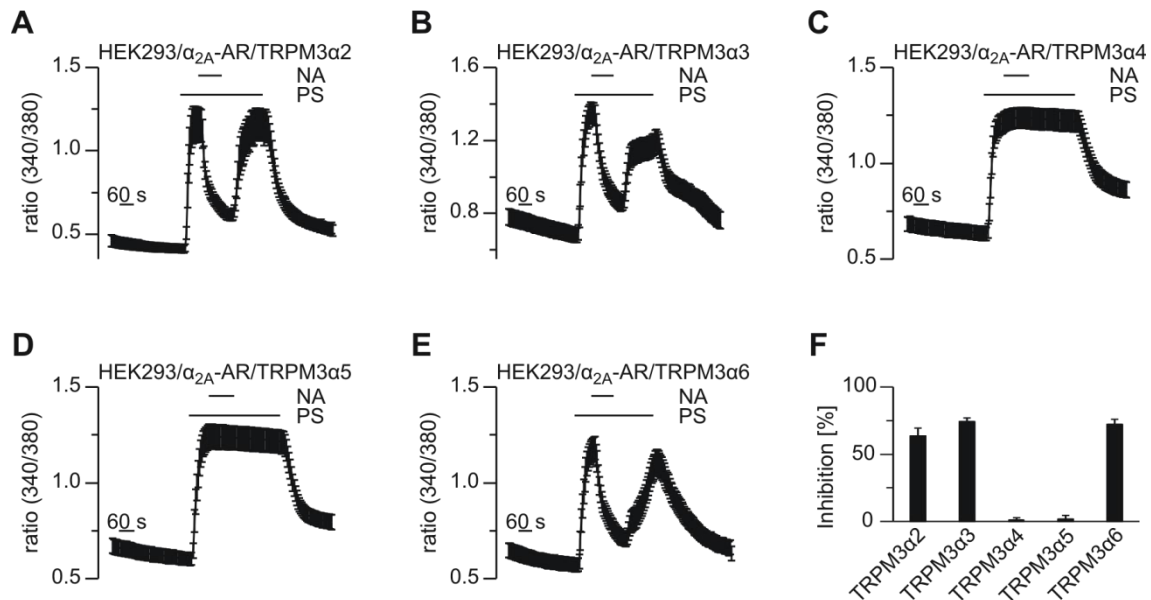 A
HEK293/α2A-AR/TRPM3α2
NA
PS
1.5
1.0
0.5
ratio (340/380)
60 s
B
HEK293/α2A-AR/TRPM3α3
NA
PS
1.6
1.2
0.8
ratio (340/380)
60 s
C
HEK293/α2A-AR/TRPM3α4
NA
PS
1.5
1.0
0.5
ratio (340/380)
60 s
D
HEK293/α2A-AR/TRPM3α5
NA
PS
1.5
1.0
0.5
ratio (340/380)
60 s
E
HEK293/α2A-AR/TRPM3α6
NA
PS
1.5
1.0
0.5
ratio (340/380)
60 s
F
100
50
0
Inhibition [%]
TRPM3α2
TRPM3α3
TRPM3α4
TRPM3α5
TRPM3α6